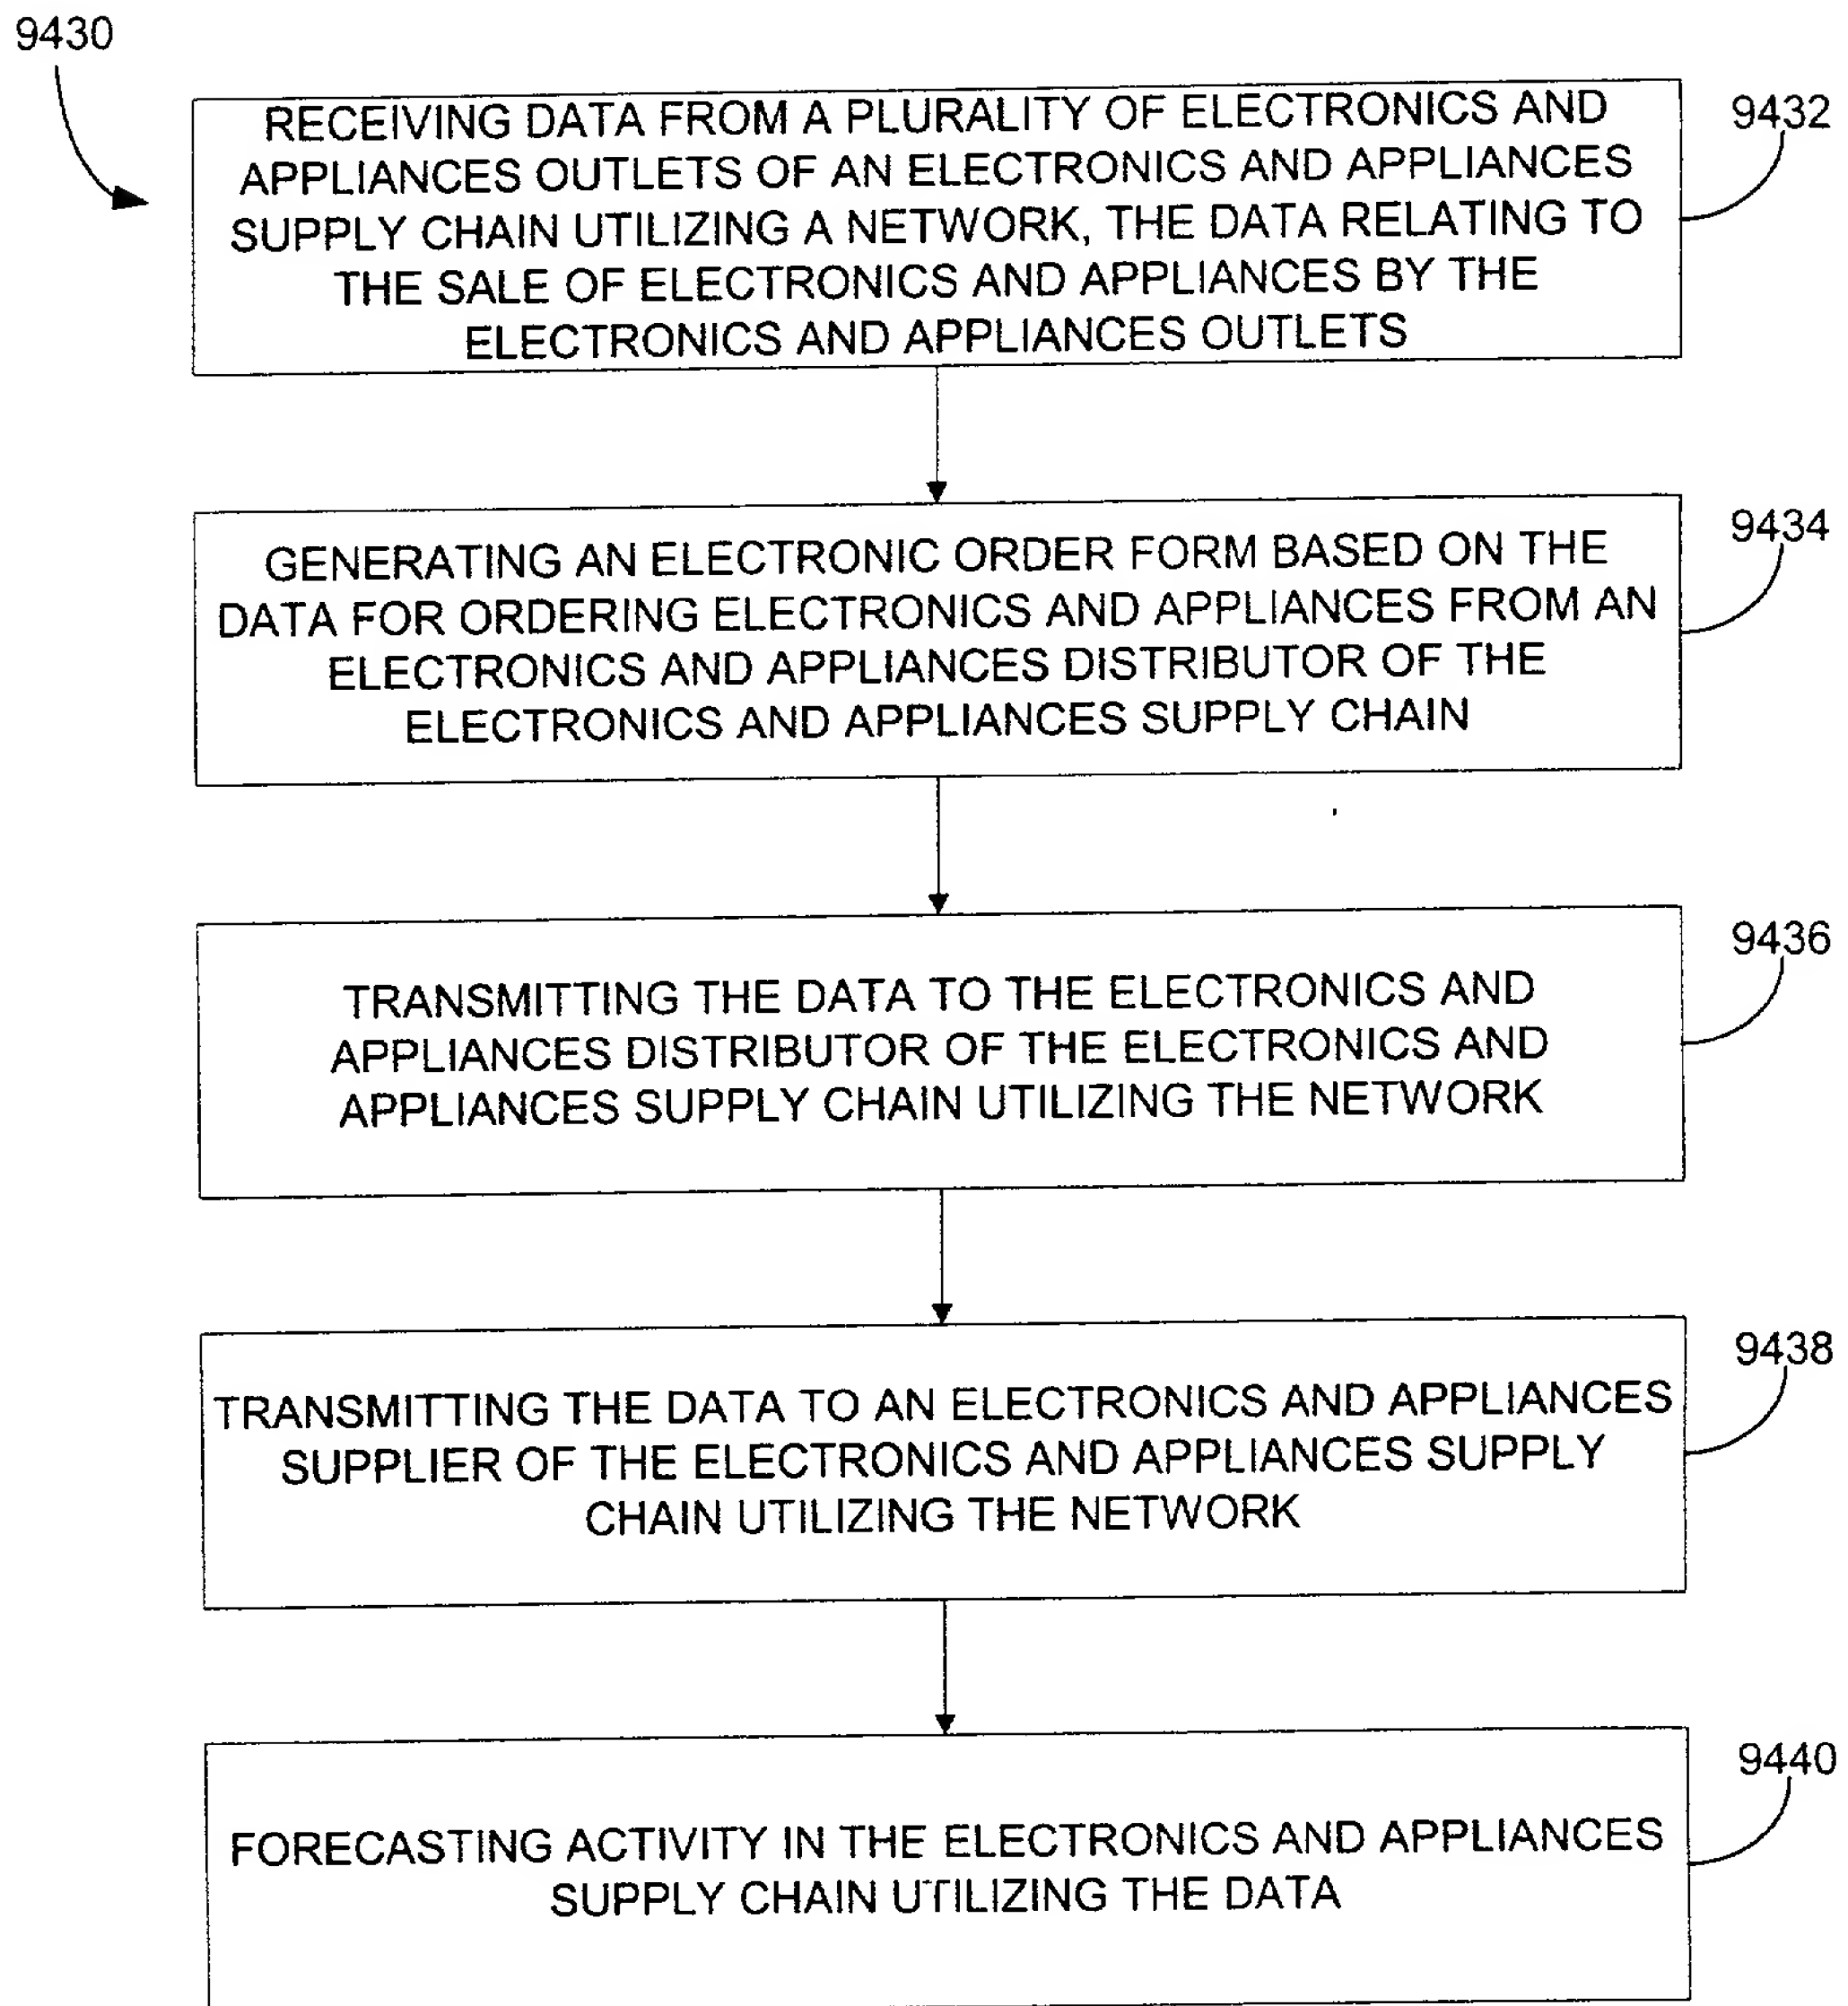 9430
RECEIVING DATA FROM A PLURALITY OF ELECTRONICS AND
APPLIANCES OUTLETS OF AN ELECTRONICS AND APPLIANCES
SUPPLY CHAIN UTILIZING A NETWORK, THE DATA RELATING TO
THE SALE OF ELECTRONICS AND APPLIANCES BY THE
ELECTRONICS AND APPLIANCES OUTLETS
9432
GENERATING AN ELECTRONIC ORDER FORM BASED ON THE
DATA FOR ORDERING ELECTRONICS AND APPLIANCES FROM AN
ELECTRONICS AND APPLIANCES DISTRIBUTOR OF THE
ELECTRONICS AND APPLIANCES SUPPLY CHAIN
9434
TRANSMITTING THE DATA TO THE ELECTRONICS AND
APPLIANCES DISTRIBUTOR OF THE ELECTRONICS AND
APPLIANCES SUPPLY CHAIN UTILIZING THE NETWORK
9436
TRANSMITTING THE DATA TO AN ELECTRONICS AND APPLIANCES
SUPPLIER OF THE ELECTRONICS AND APPLIANCES SUPPLY
CHAIN UTILIZING THE NETWORK
9438
FORECASTING ACTIVITY IN THE ELECTRONICS AND APPLIANCES
SUPPLY CHAIN UTILIZING THE DATA
9440